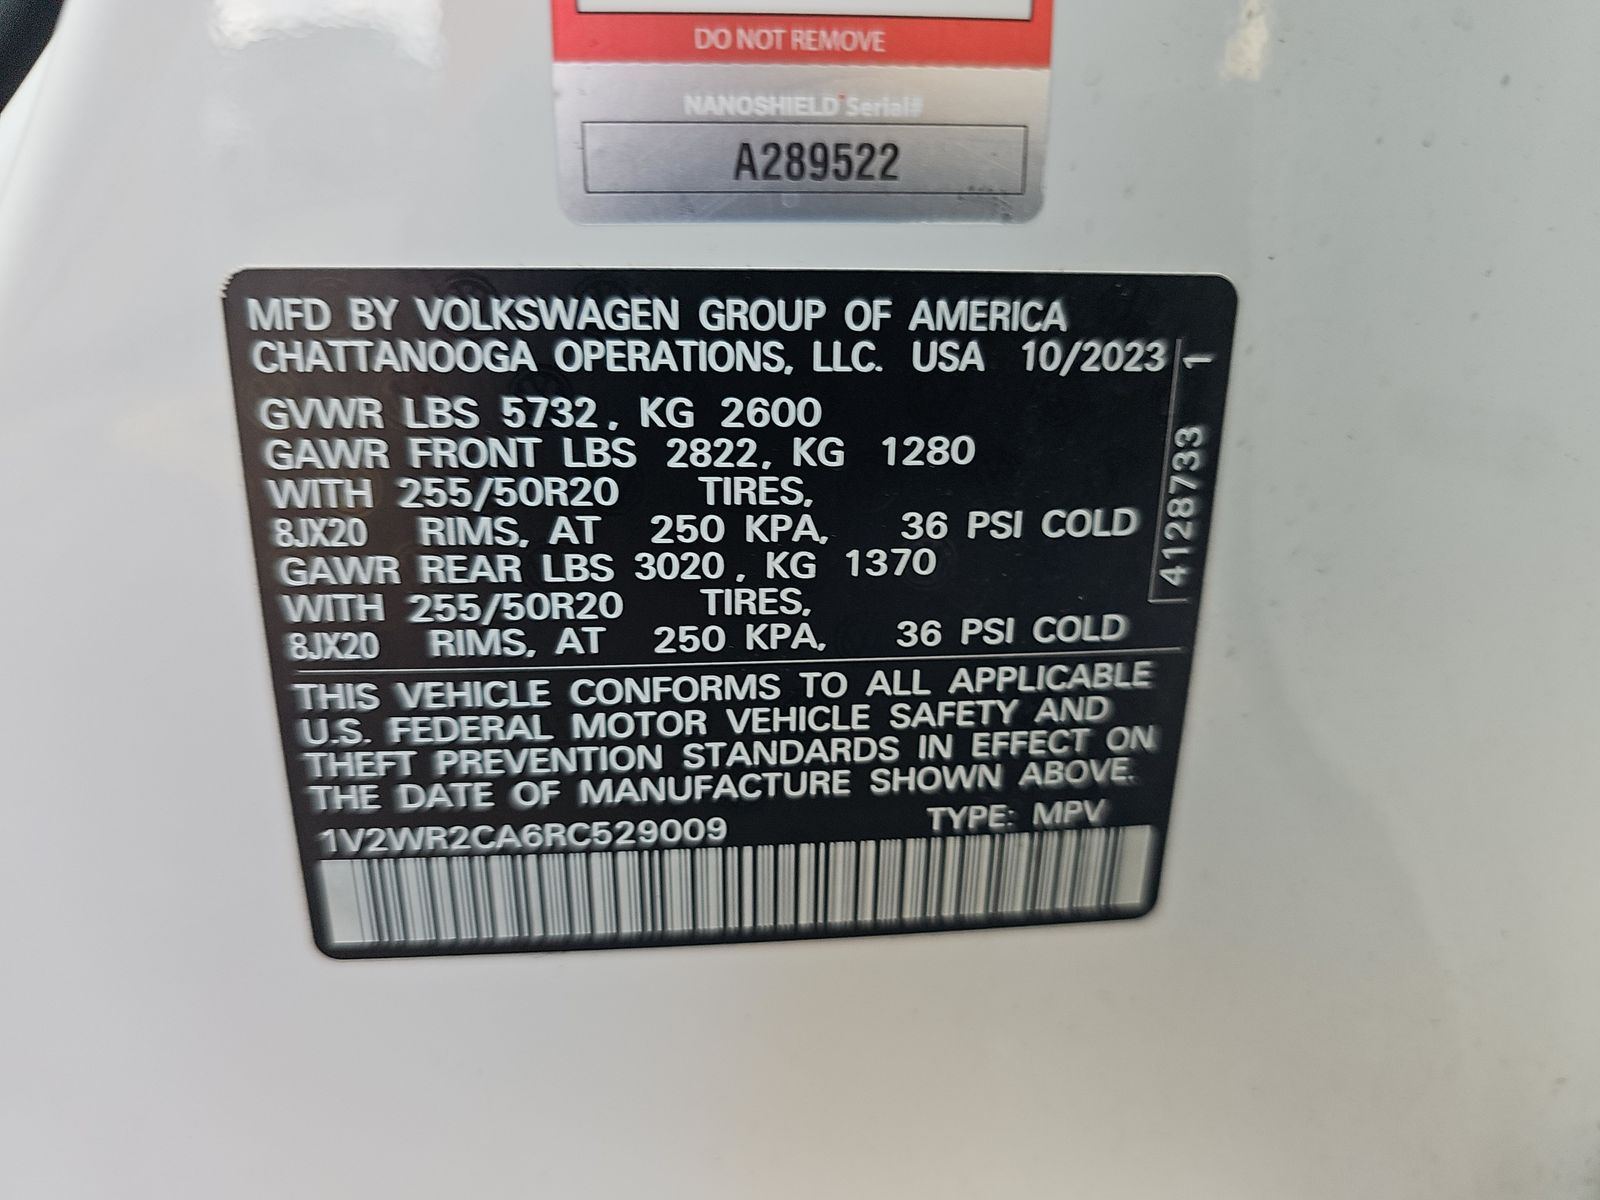 DO NOT REMOVE
NANOSHIELD Serial#
A289522
MFD BY VOLKSWAGEN GROUP OF AMERICA
CHATTANOOGA OPERATIONS, LLC. USA 10/2023
GVWR LBS 5732, KG 2600
GAWR FRONT LBS 2822, KG 1280
WITH 255/50R20 TIRES,
8JX20 RIMS, AT 250 KPA, 36 PSI COLD
GAWR REAR LBS 3020, KG 1370
WITH 255/50R20 TIRES,
8JX20 RIMS, AT 250 KPA, 36 PSI COLD
THIS VEHICLE CONFORMS TO ALL APPLICABLE
U.S. FEDERAL MOTOR VEHICLE SAFETY AND
THEFT PREVENTION STANDARDS IN EFFECT ON
THE DATE OF MANUFACTURE SHOWN ABOVE.
1V2WR2CA6RC529009 TYPE: MPV
4128733 1